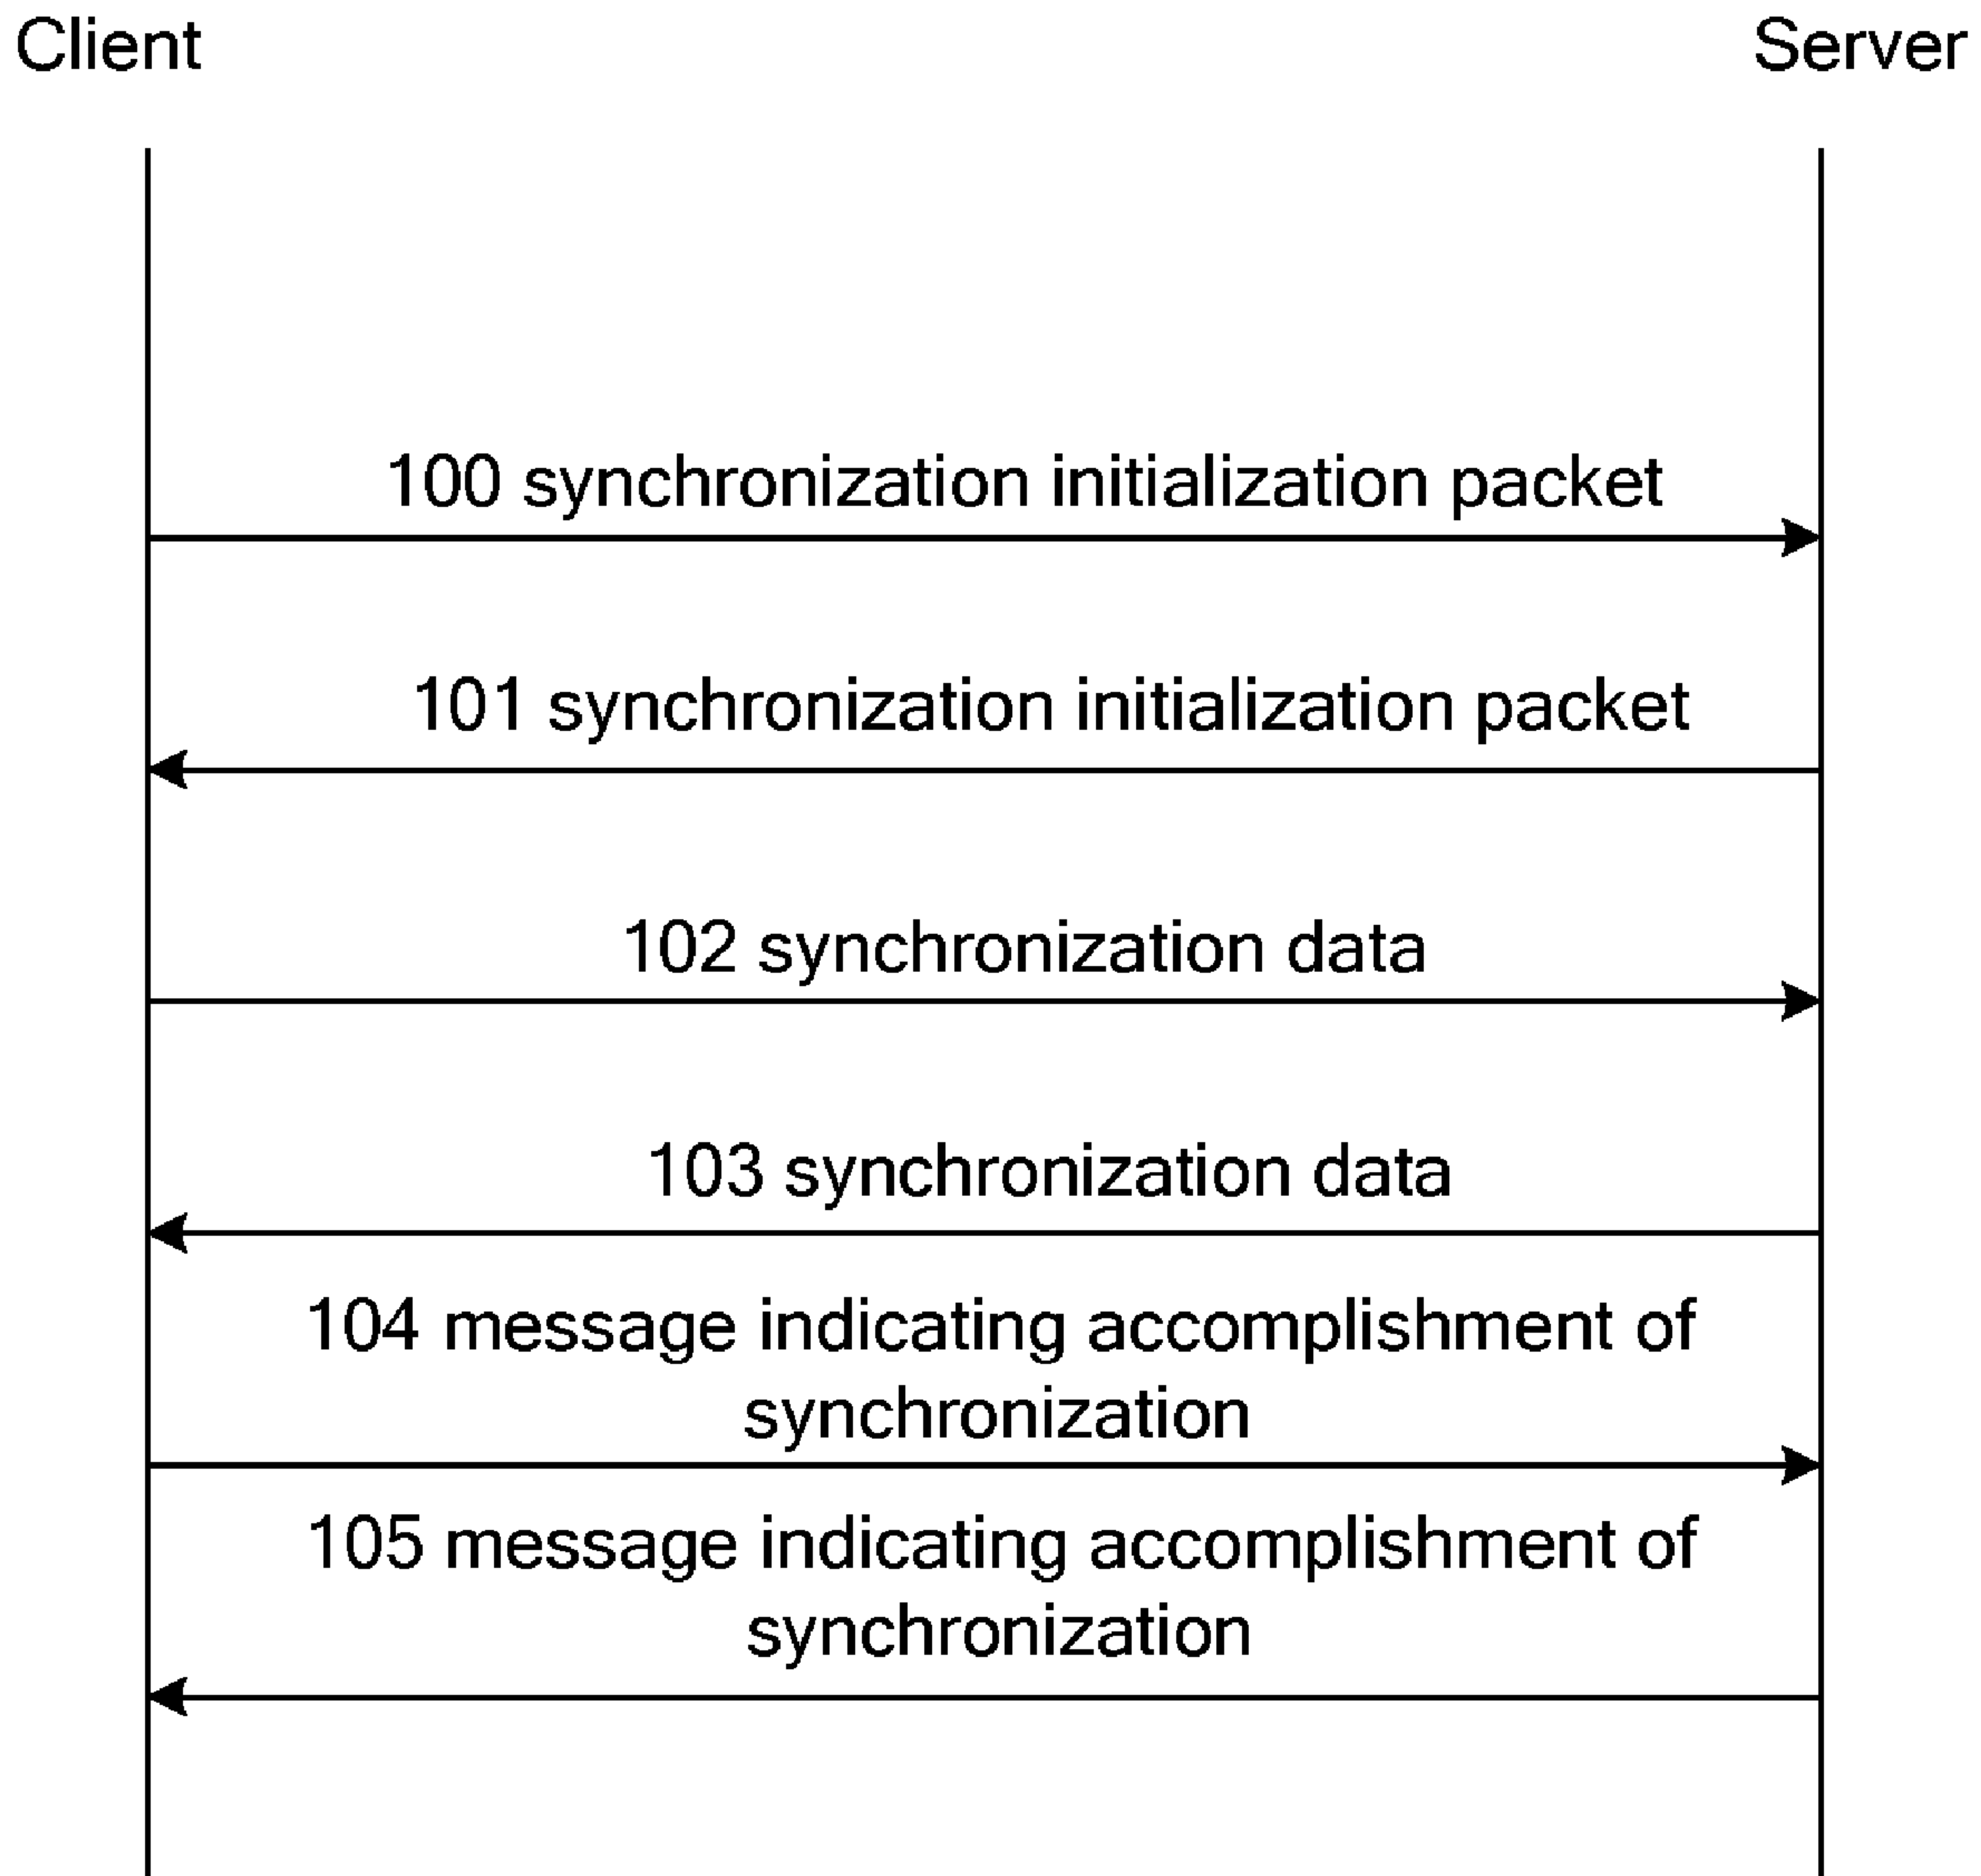 Client
Server
100 synchronization initialization packet
101 synchronization initialization packet
102 synchronization data
103 synchronization data
104 message indicating accomplishment of
synchronization
105 message indicating accomplishment of
synchronization